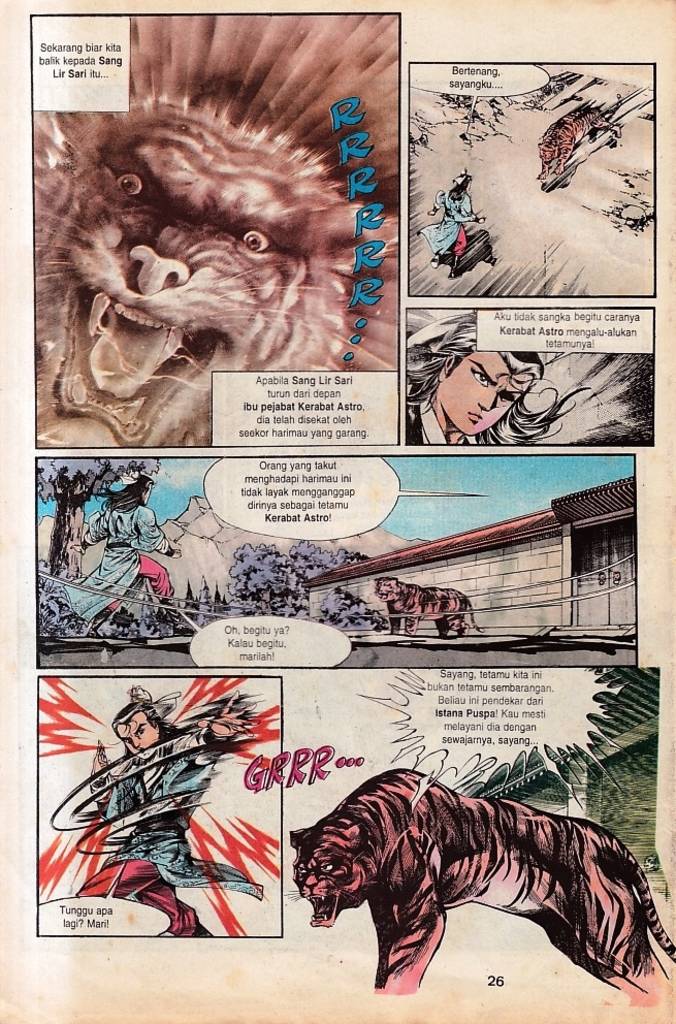 Sekarang biar kita
balik kepada Sang
Lir Sari itu...
RRRRRRR...
Apabila Sang Lir Sari
turun dari depan
ibu pejabat Kerabat Astro,
dia telah disekat oleh
seekor harimau yang garang.
Bertenang,
sayangku....
Aku tidak sangka begitu caranya
Kerabat Astro mengalu-alukan
tetamunya!
Orang yang takut
menghadapi harimau ini
tidak layak mengganggap
dirinya sebagai tetamu
Kerabat Astro!
Oh, begitu ya?
Kalau begitu,
marilah!
Tunggu apa
lagi? Mari!
GRRR...
Sayang, tetamu kita ini
bukan tetamu sembarangan.
Beliau ini pendekar dari
Istana Puspa! Kau mesti
melayani dia dengan
sewajarnya, sayang...
26